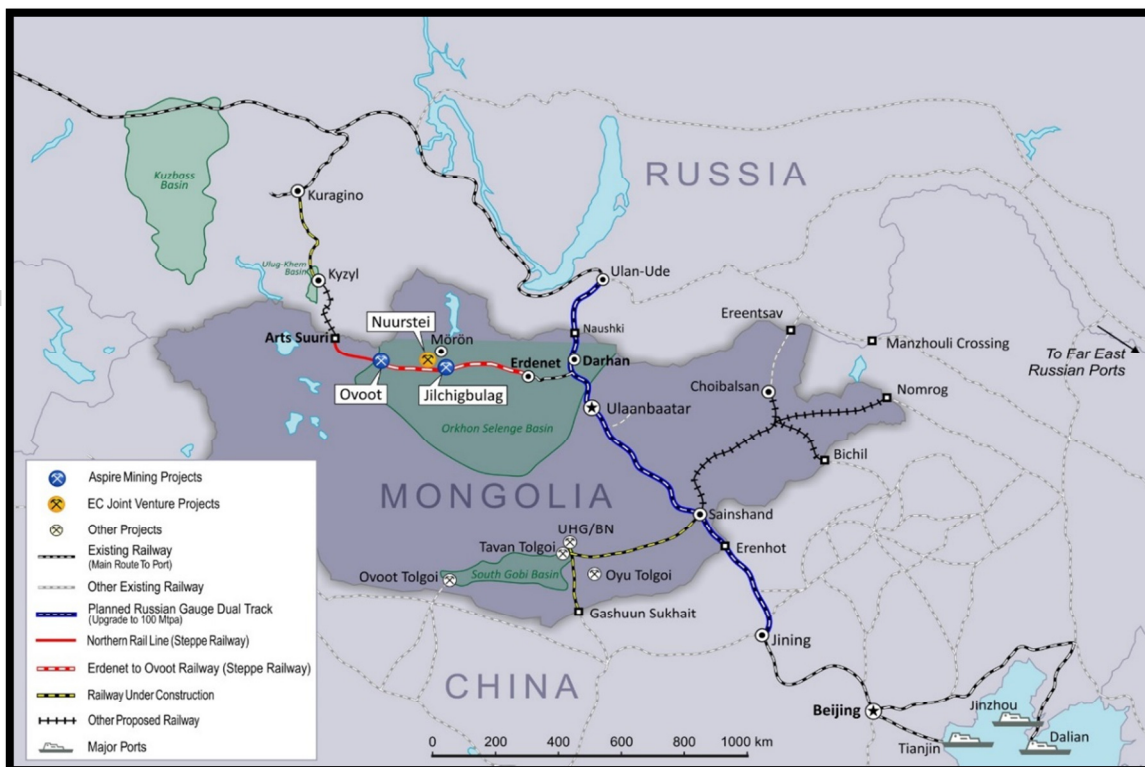 RUSSIA
Kuzbass
Basin
Kuragino
Ulug-Khem
Basin
Kyzyl
Ulan-Ude
Naushki
Ereentsav
Manzhouli Crossing
To Far East
Russian Ports
Arts Suuri
Nuurstei
Mörön
Erdenet
Darhan
Choibalsan
Nomrog
Ovoot
Jilchigbulag
Ulaanbaatar
Orkhon Selenge Basin
Bichil
MONGOLIA
Sainshand
UHG/BN
Tavan Tolgoi
Erenhot
Ovoot Tolgoi
South Gobi Basin
Oyu Tolgoi
Gashuun Sukhait
Jining
CHINA
Beijing
Jinzhou
Tianjin
Dalian
Aspire Mining Projects
EC Joint Venture Projects
Other Projects
Existing Railway
(Main Route To Port)
Other Existing Railway
Planned Russian Gauge Dual Track
(Upgrade to 100 Mtpa)
Northern Rail Line (Steppe Railway)
Erdenet to Ovoot Railway (Steppe Railway)
Railway Under Construction
Other Proposed Railway
Major Ports
0 200 400 600 800 1000 km